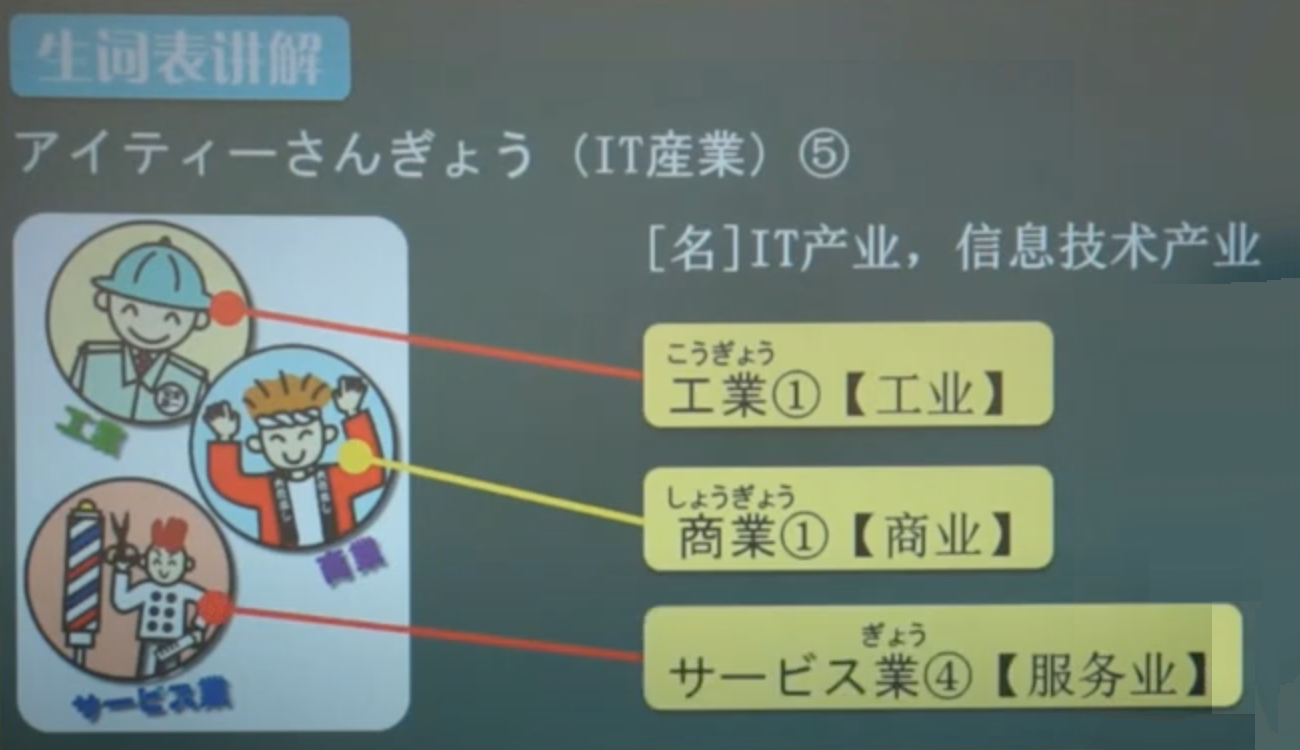 生词表讲解
アイティーさんぎょう（IT産業）⑤
[名]IT产业，信息技术产业
工業
商業
サービス業
こうぎょう
工業①【工业】
しょうぎょう
商業①【商业】
ぎょう
サービス業④【服务业】